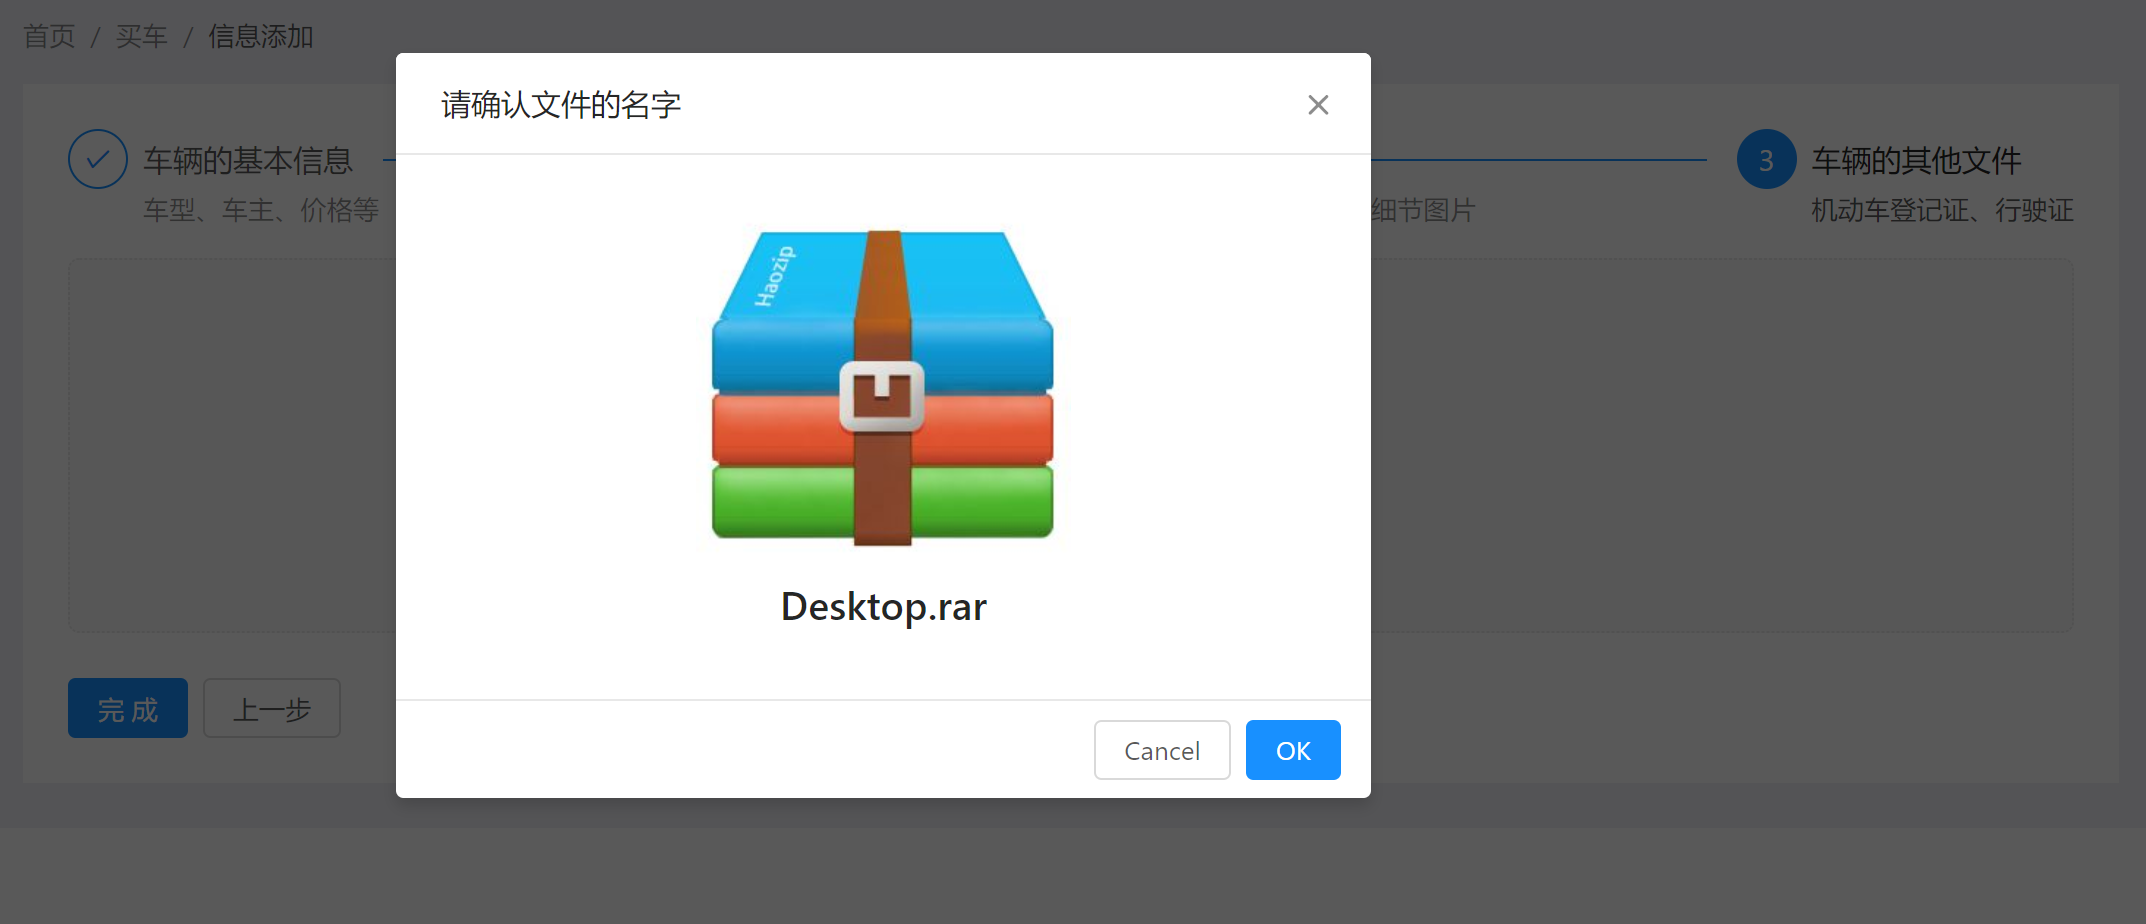 首页 / 买车 / 信息添加
请确认文件的名字
车辆的基本信息
车型、车主、价格等
细节图片
3 车辆的其他文件
机动车登记证、行驶证
Haozip
Desktop.rar
完成 上一步
Cancel OK